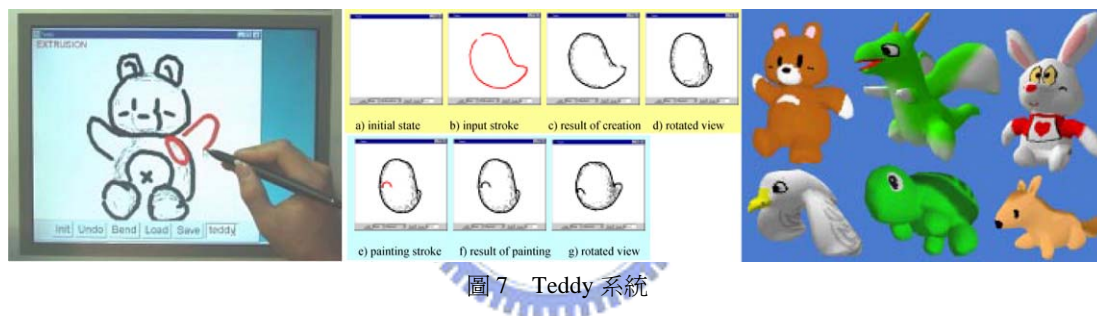 EXTRUSION
Init Undo Bend Load Save teddy
a) initial state b) input stroke c) result of creation d) rotated view
e) painting stroke f) result of painting g) rotated view
圖 7 Teddy 系統